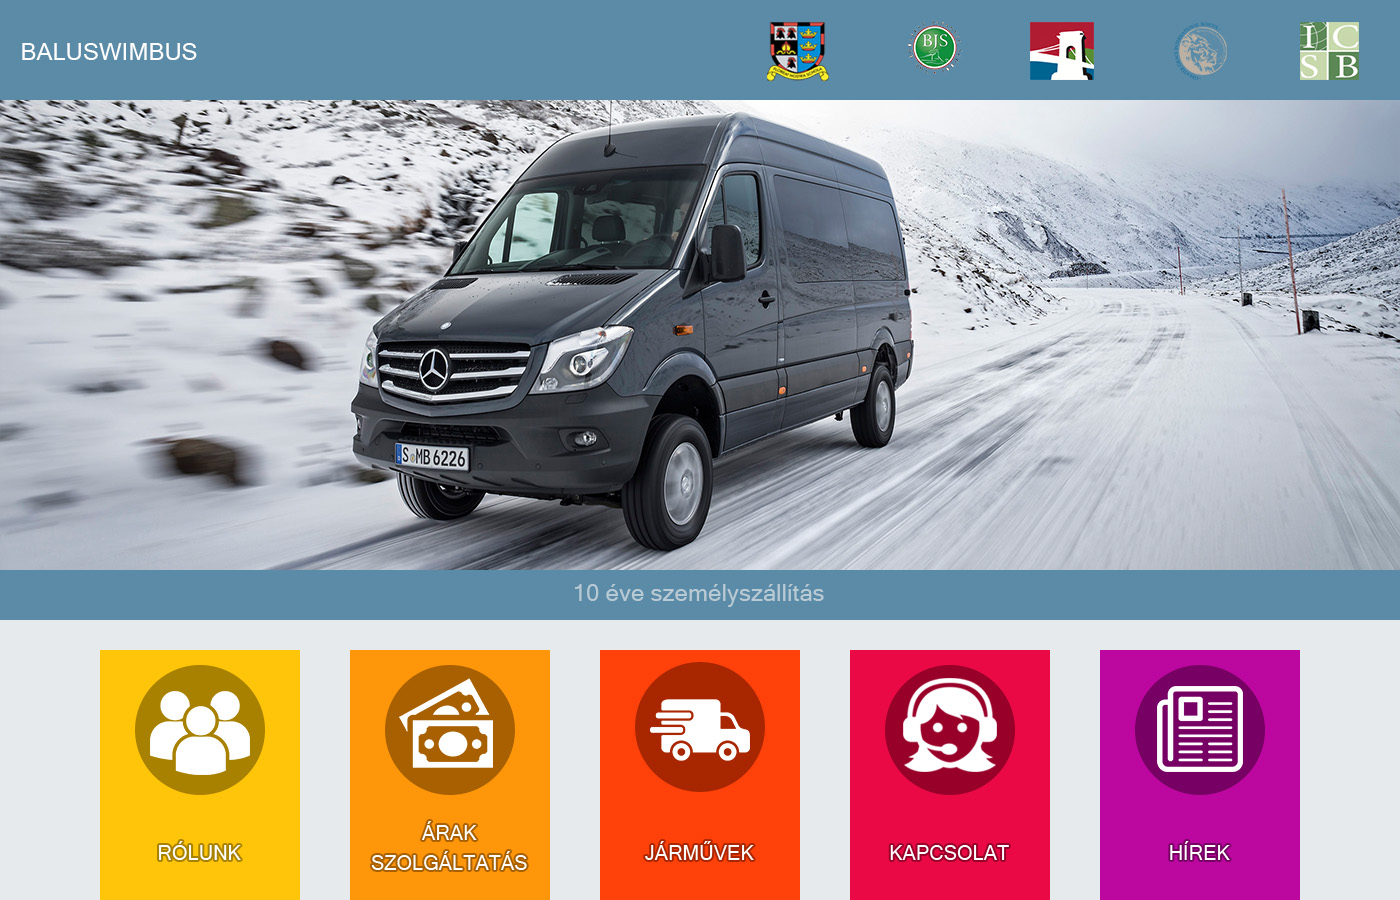 BALUSWIMBUS
BJS
I C
S B
S MB 6226
10 éve személyszállítás
RÓLUNK
ÁRAK
SZOLGÁLTATÁS
JÁRMŰVEK
KAPCSOLAT
HÍREK